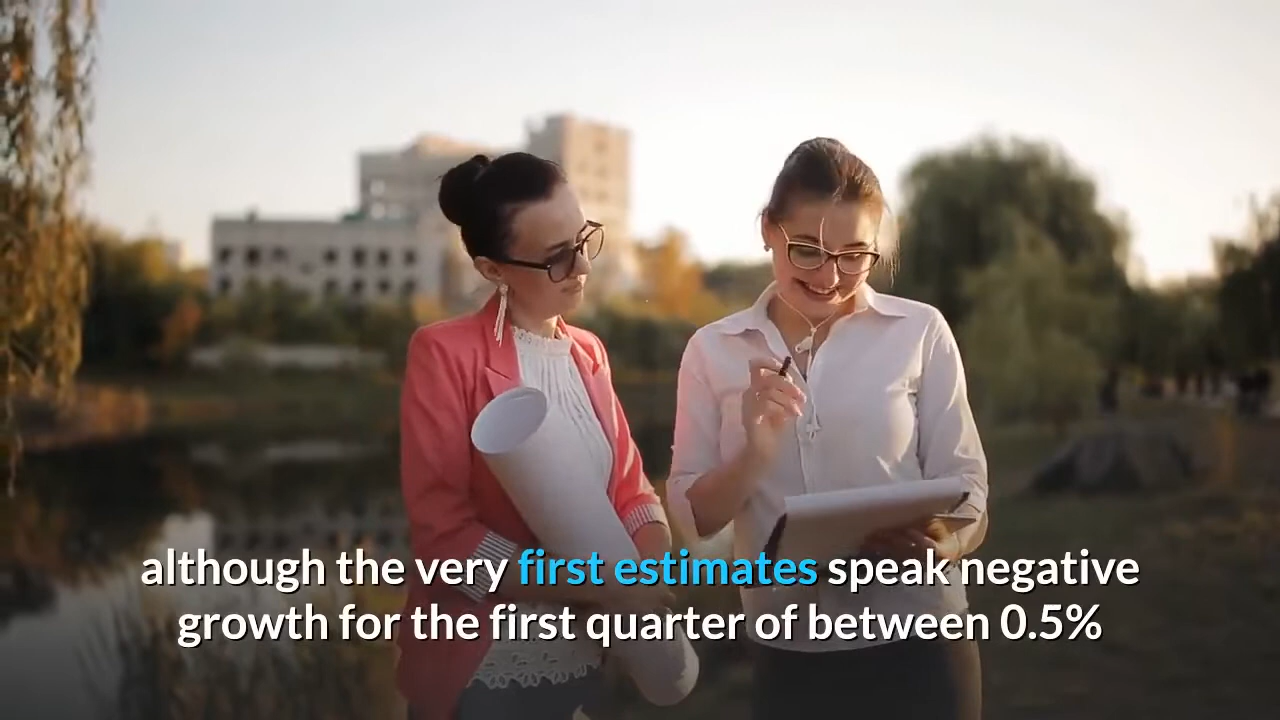 although the very first estimates speak negative
growth for the first quarter of between 0.5%